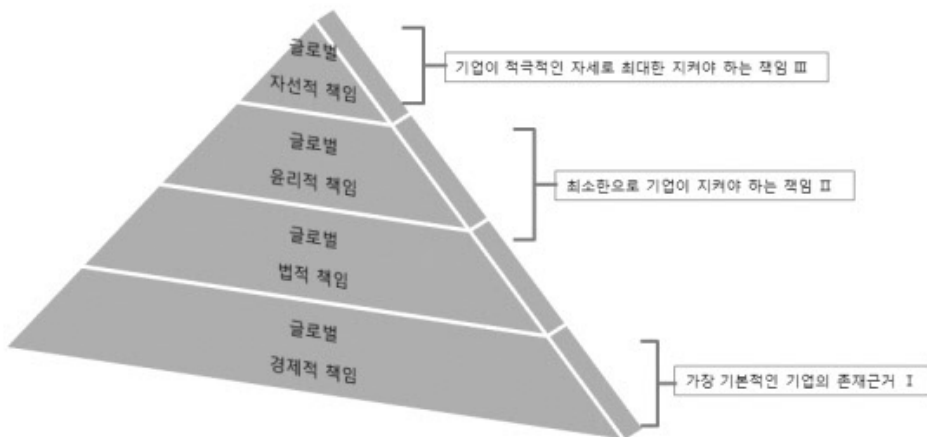 글로벌
자선적 책임
기업이 적극적인 자세로 최대한 지켜야 하는 책임 Ⅲ
글로벌
윤리적 책임
최소한으로 기업이 지켜야 하는 책임 Ⅱ
글로벌
법적 책임
글로벌
경제적 책임
가장 기본적인 기업의 존재근거 Ⅰ